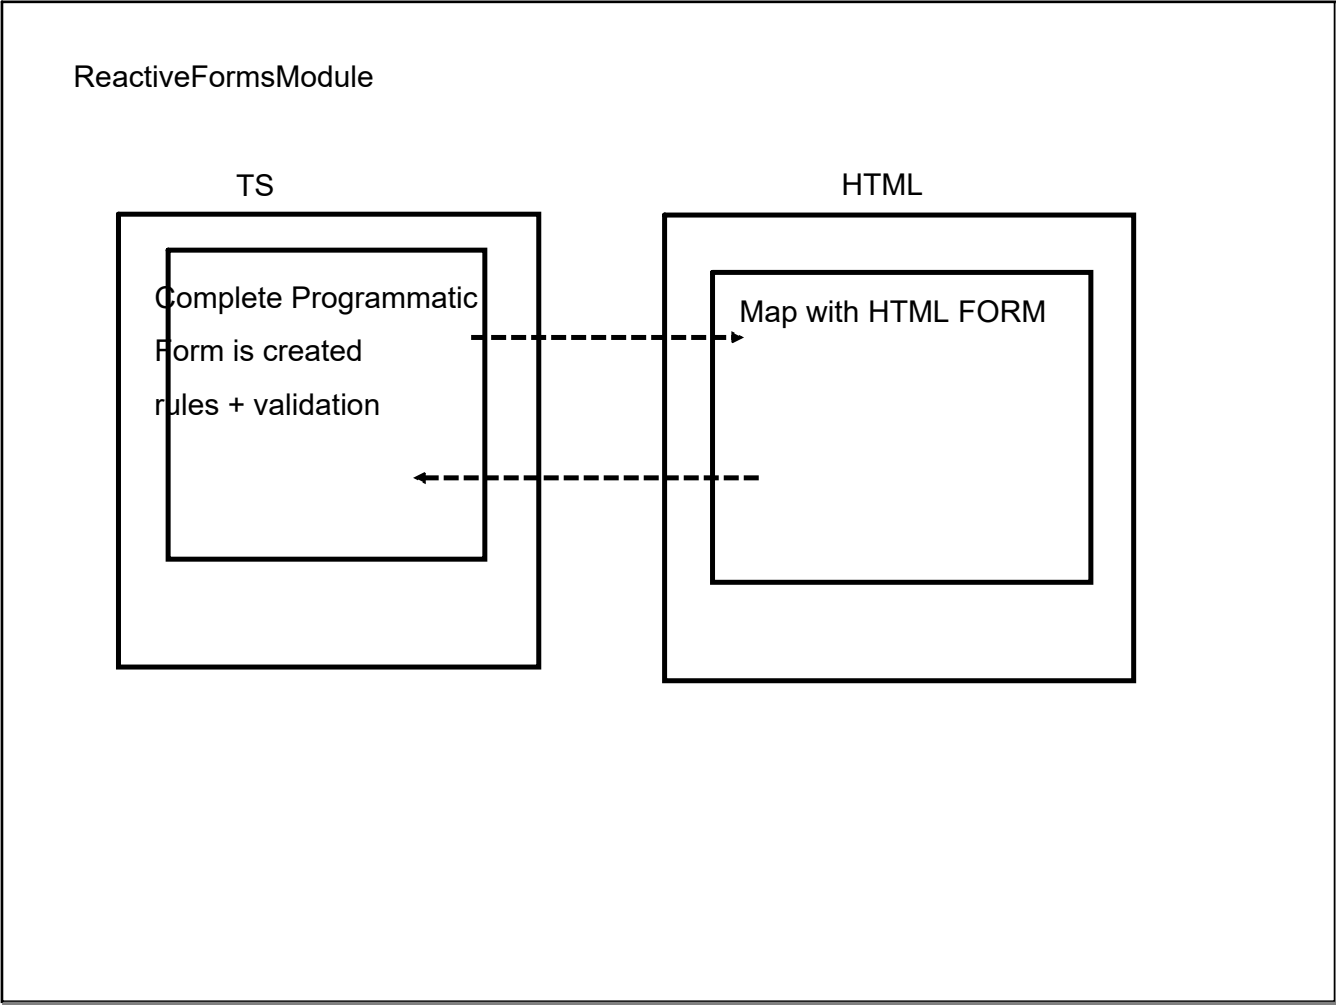 ReactiveFormsModule
TS
HTML
Complete Programmatic
Form is created
rules + validation
Map with HTML FORM